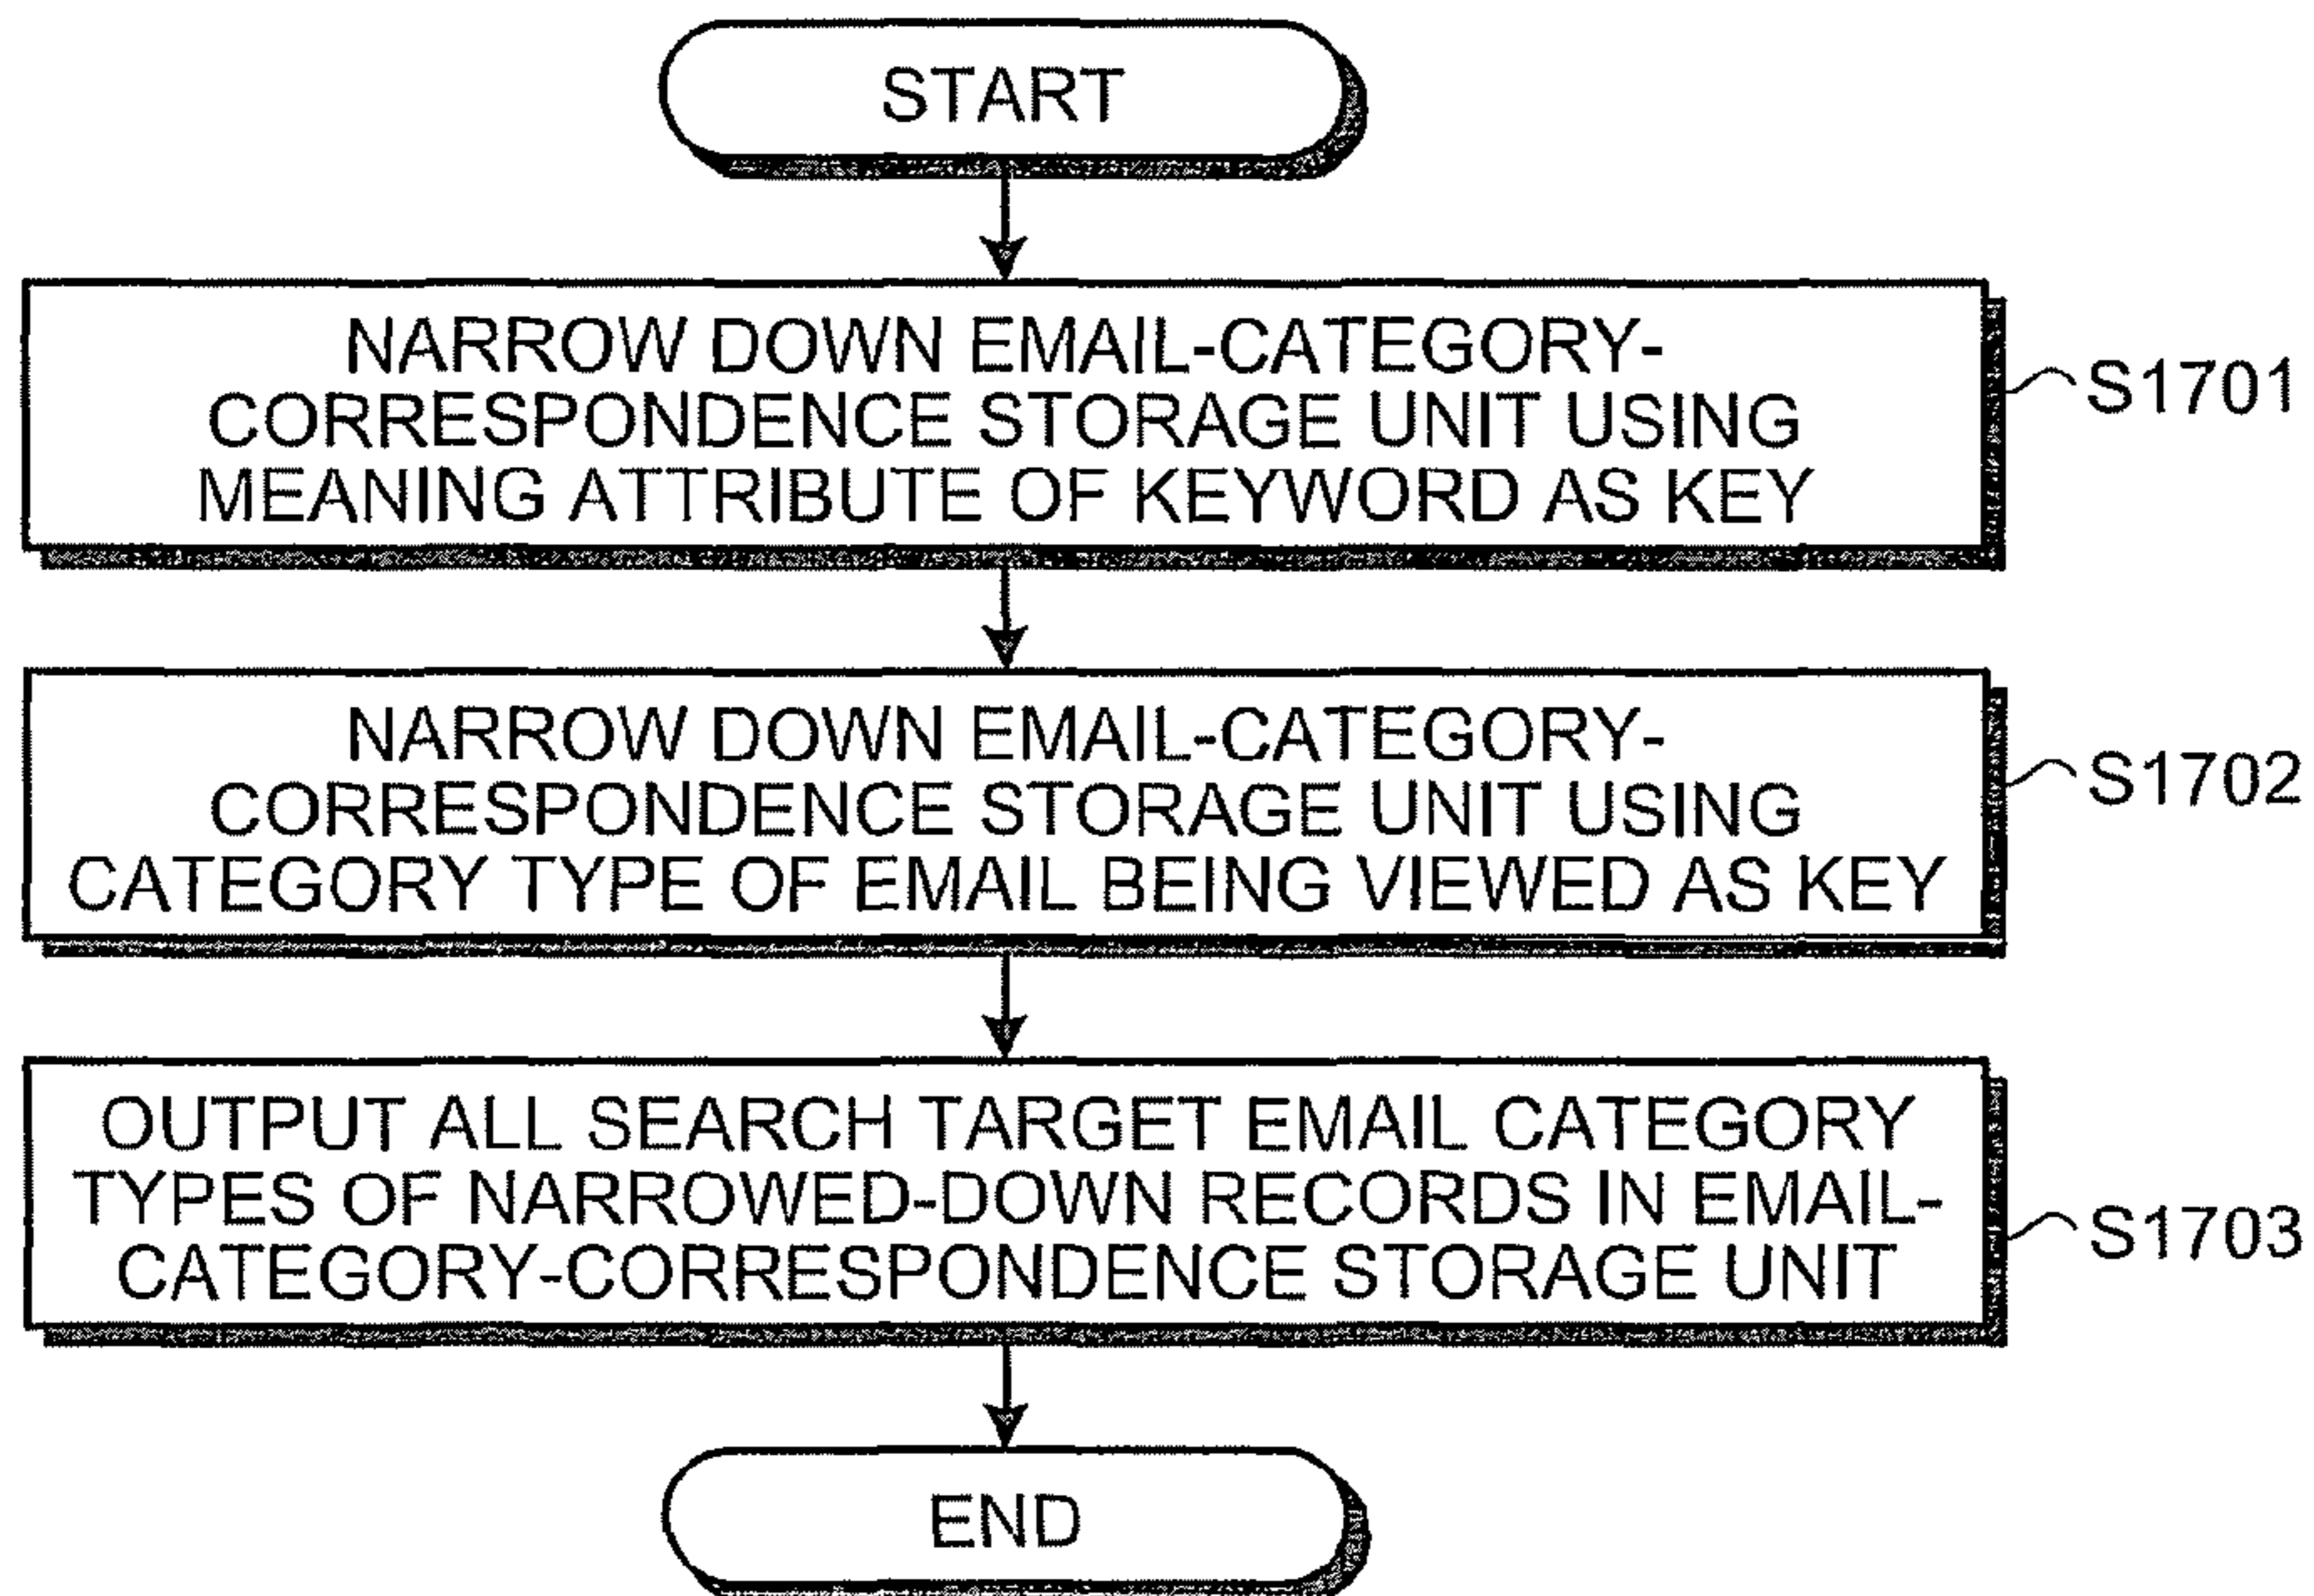 START
NARROW DOWN EMAIL-CATEGORY-
CORRESPONDENCE STORAGE UNIT USING
MEANING ATTRIBUTE OF KEYWORD AS KEY
S1701
NARROW DOWN EMAIL-CATEGORY-
CORRESPONDENCE STORAGE UNIT USING
CATEGORY TYPE OF EMAIL BEING VIEWED AS KEY
S1702
OUTPUT ALL SEARCH TARGET EMAIL CATEGORY
TYPES OF NARROWED-DOWN RECORDS IN EMAIL-
CATEGORY-CORRESPONDENCE STORAGE UNIT
S1703
END